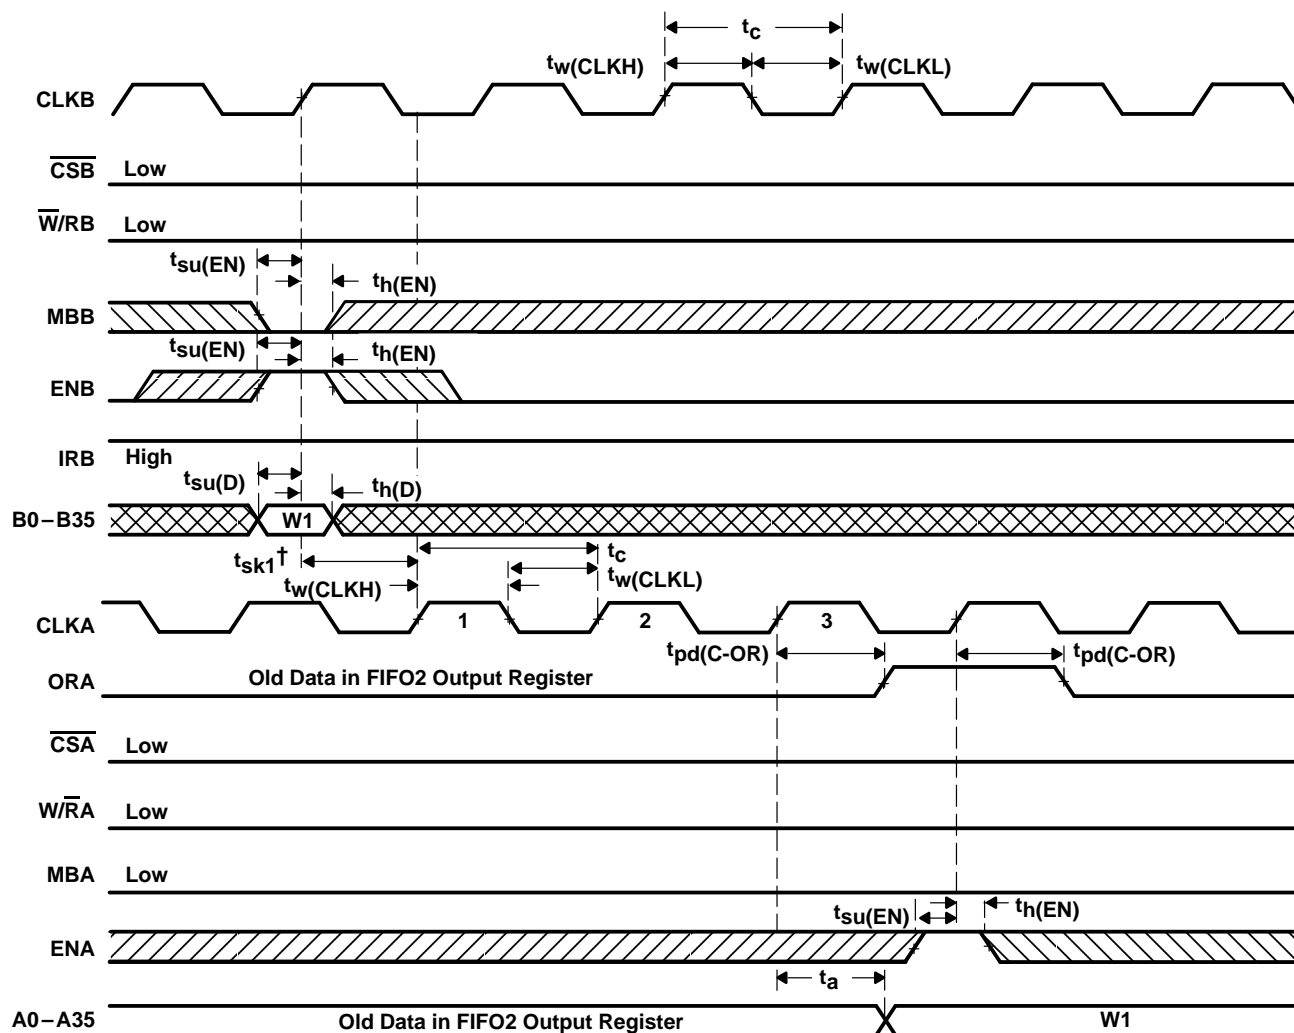 tc
tw(CLKH)
tw(CLKL)
CLKB
C̅S̅B̅ Low
W̅/RB Low
tsu(EN)
th(EN)
MBB
tsu(EN)
th(EN)
ENB
IRB High
tsu(D)
th(D)
B0–B35 W1
tsk1†
tc
tw(CLKH)
tw(CLKL)
CLKA 1 2 3
tpd(C-OR)
tpd(C-OR)
ORA Old Data in FIFO2 Output Register
C̅S̅A̅ Low
W/R̅A Low
MBA Low
tsu(EN)
th(EN)
ENA
ta
A0–A35 Old Data in FIFO2 Output Register W1